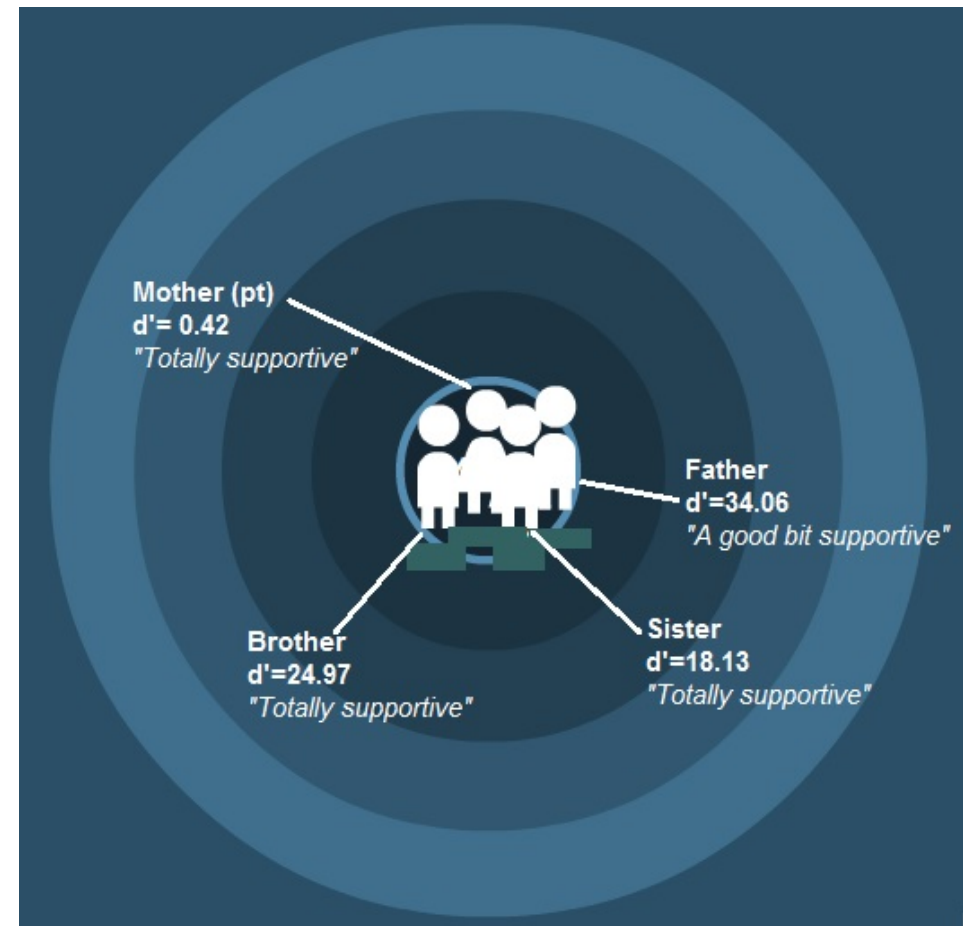 Mother (pt)
d'= 0.42
"Totally supportive"
Father
d'=34.06
"A good bit supportive"
Brother
d'=24.97
"Totally supportive"
Sister
d'=18.13
"Totally supportive"